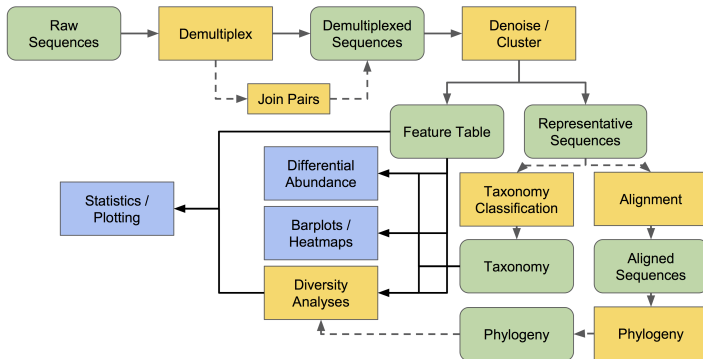 Raw
Sequences
Demultiplex
Demultiplexed
Sequences
Denoise /
Cluster
Join Pairs
Feature Table
Representative
Sequences
Differential
Abundance
Statistics /
Plotting
Taxonomy
Classification
Alignment
Barplots /
Heatmaps
Taxonomy
Aligned
Sequences
Diversity
Analyses
Phylogeny
Phylogeny